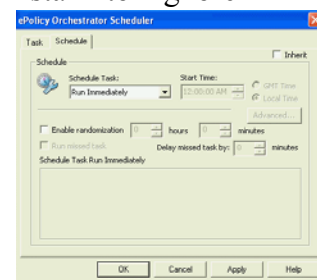 ePolicy Orchestrator Scheduler
Task Schedule
Inherit
Schedule
Schedule Task: Start Time:
Run Immediately 12:00:00 AM GMT Time
Local Time
Advanced...
Enable randomization 0 hours 0 minutes
Run missed task Delay missed task by: 0 minutes
Schedule Task Run Immediately
OK Cancel Apply Help